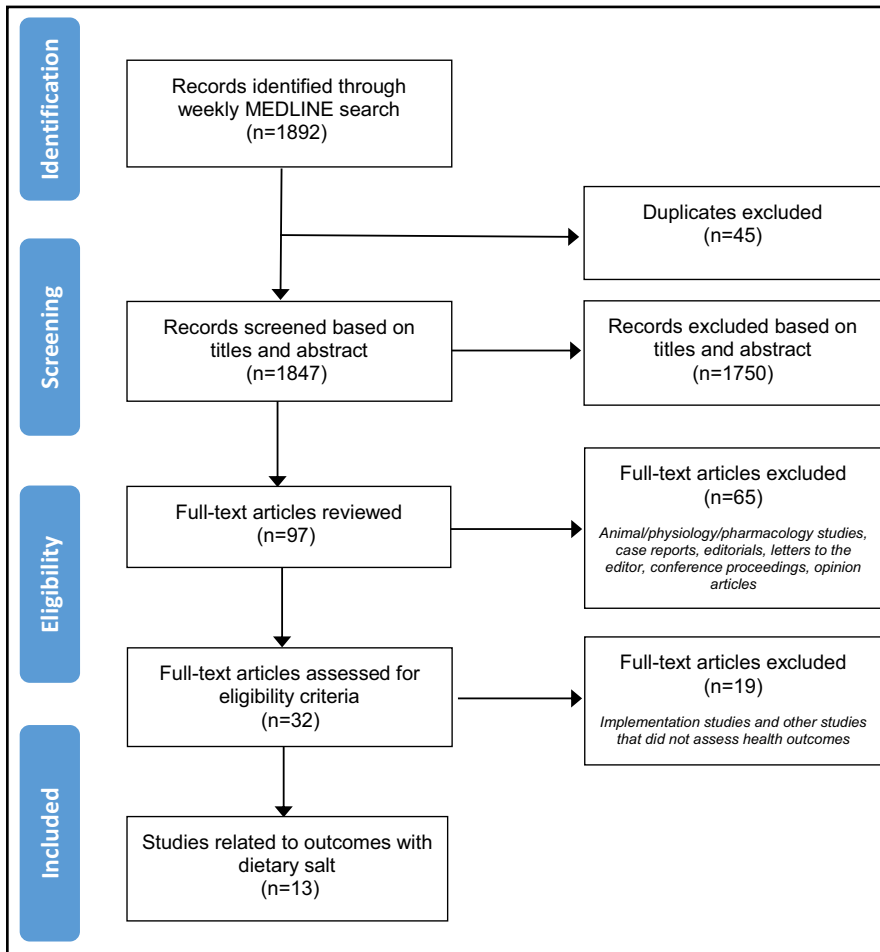 Identification
Records identified through
weekly MEDLINE search
(n=1892)
Duplicates excluded
(n=45)
Screening
Records screened based on
titles and abstract
(n=1847)
Records excluded based on
titles and abstract
(n=1750)
Eligibility
Full-text articles reviewed
(n=97)
Full-text articles excluded
(n=65)
Animal/physiology/pharmacology studies,
case reports, editorials, letters to the
editor, conference proceedings, opinion
articles
Full-text articles assessed for
eligibility criteria
(n=32)
Full-text articles excluded
(n=19)
Implementation studies and other studies
that did not assess health outcomes
Included
Studies related to outcomes with
dietary salt
(n=13)